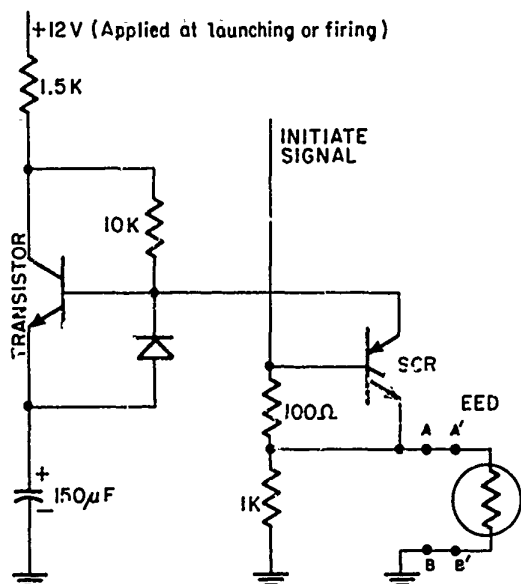 +12V (Applied at launching or firing)
1.5K
INITIATE
SIGNAL
10K
TRANSISTOR
SCR
100Ω
EED
A A'
+
150μF
−
1K
B B'